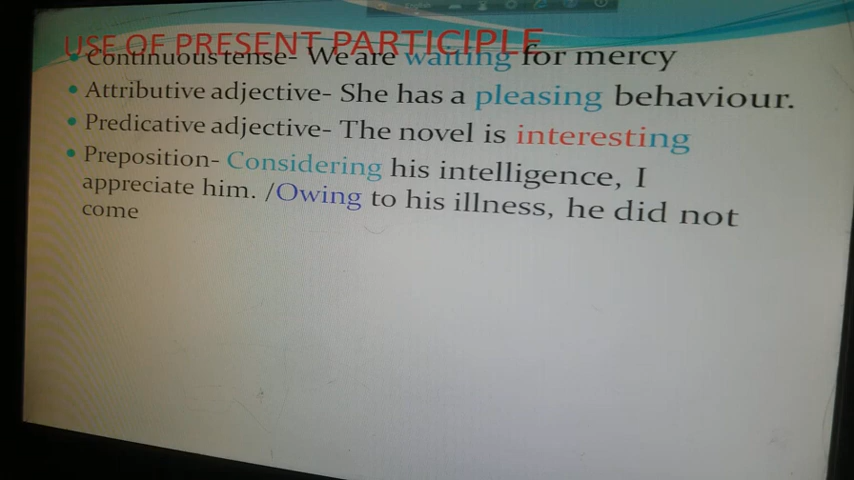 USE OF PRESENT PARTICIPLE
• Continuous tense- We are waiting for mercy
• Attributive adjective- She has a pleasing behaviour.
• Predicative adjective- The novel is interesting
• Preposition- Considering his intelligence, I
appreciate him. /Owing to his illness, he did not
come